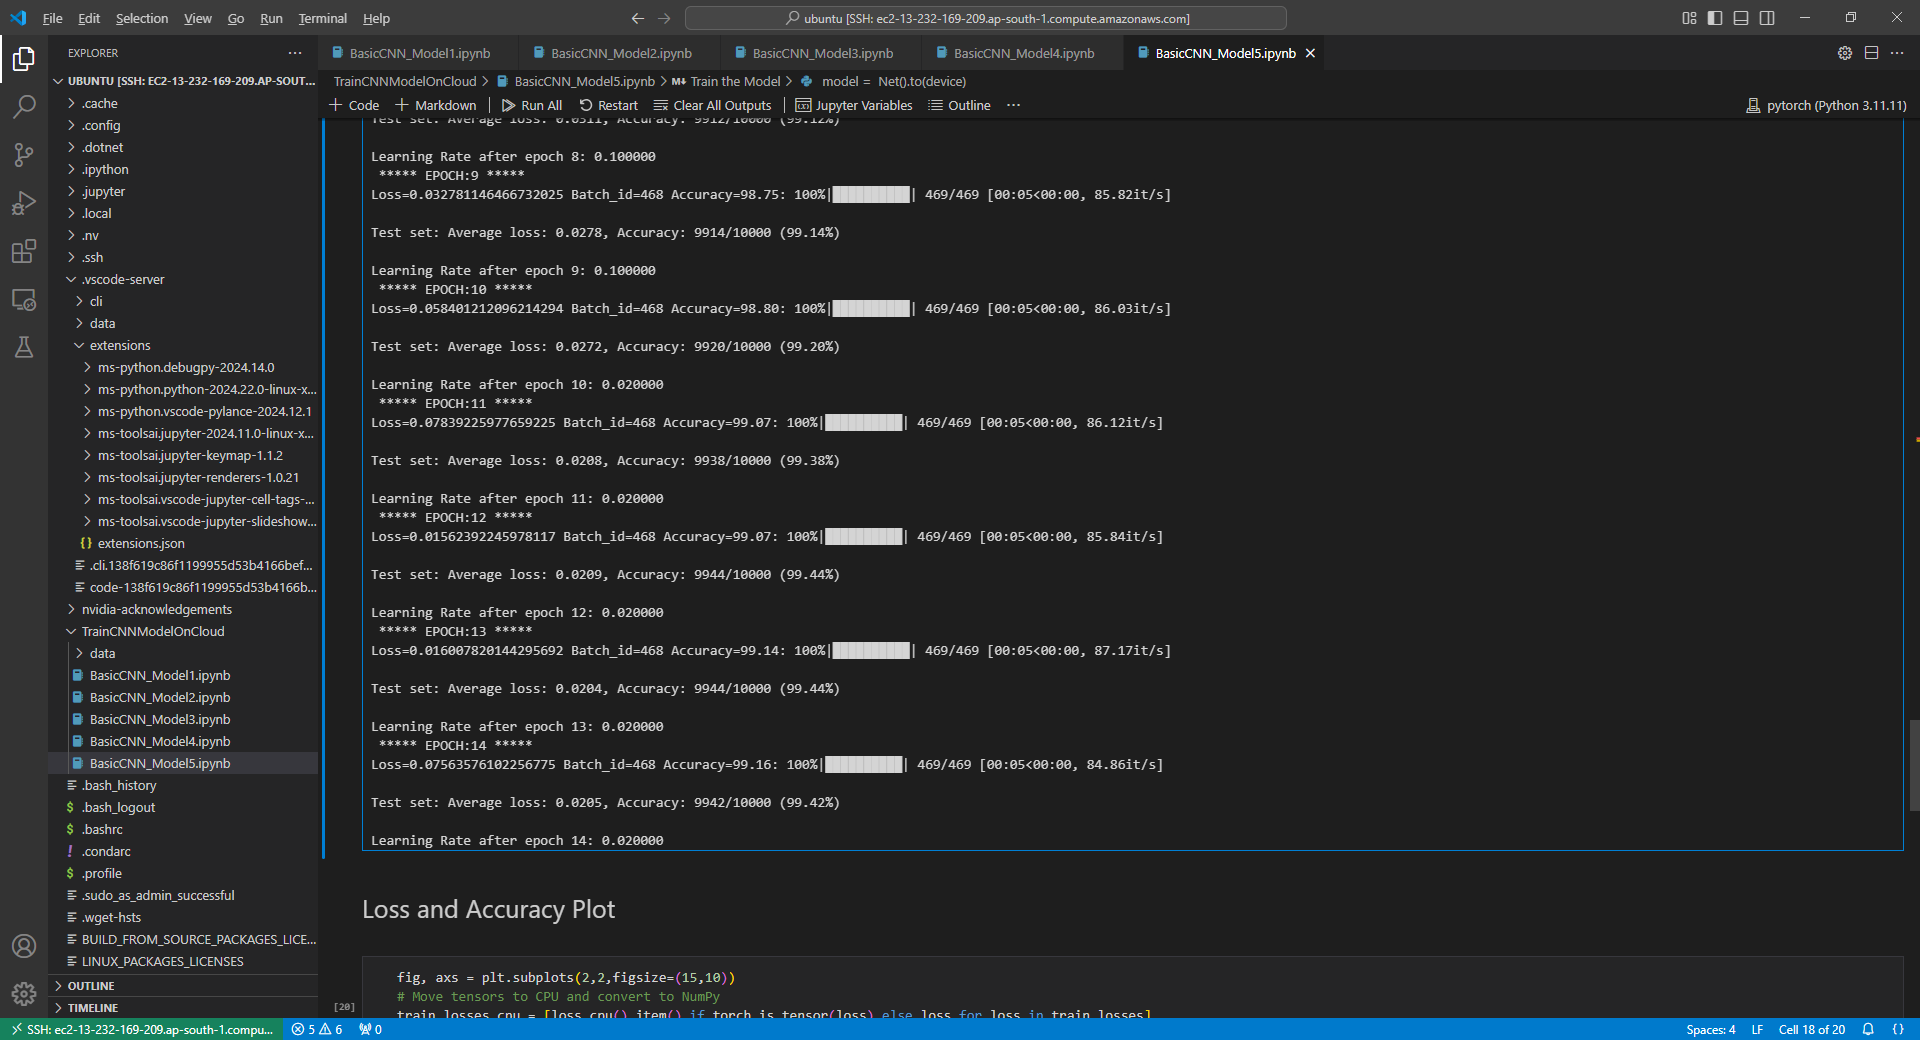 File Edit Selection View Go Run Terminal Help
ubuntu [SSH: ec2-13-232-169-209.ap-south-1.compute.amazonaws.com]
EXPLORER
UBUNTU [SSH: EC2-13-232-169-209.AP-SOUT...
.cache
.config
.dotnet
.ipython
.jupyter
.local
.nv
.ssh
.vscode-server
cli
data
extensions
ms-python.debugpy-2024.14.0
ms-python.python-2024.22.0-linux-x...
ms-python.vscode-pylance-2024.12.1
ms-toolsai.jupyter-2024.11.0-linux-x...
ms-toolsai.jupyter-keymap-1.1.2
ms-toolsai.jupyter-renderers-1.0.21
ms-toolsai.vscode-jupyter-cell-tags-...
ms-toolsai.vscode-jupyter-slideshow...
extensions.json
.cli.138f619c86f1199955d53b4166bef...
code-138f619c86f1199955d53b4166b...
nvidia-acknowledgements
TrainCNNModelOnCloud
data
BasicCNN_Model1.ipynb
BasicCNN_Model2.ipynb
BasicCNN_Model3.ipynb
BasicCNN_Model4.ipynb
BasicCNN_Model5.ipynb
.bash_history
.bash_logout
.bashrc
.condarc
.profile
.sudo_as_admin_successful
.wget-hsts
BUILD_FROM_SOURCE_PACKAGES_LICE...
LINUX_PACKAGES_LICENSES
OUTLINE
TIMELINE
BasicCNN_Model1.ipynb BasicCNN_Model2.ipynb BasicCNN_Model3.ipynb BasicCNN_Model4.ipynb BasicCNN_Model5.ipynb
TrainCNNModelOnCloud > BasicCNN_Model5.ipynb > M↓ Train the Model > model = Net().to(device)
+ Code + Markdown | Run All Restart Clear All Outputs | Jupyter Variables Outline ... pytorch (Python 3.11.11)
Test set: Average loss: 0.0311, Accuracy: 9912/10000 (99.12%)
Learning Rate after epoch 8: 0.100000
***** EPOCH:9 *****
Loss=0.032781146466732025 Batch_id=468 Accuracy=98.75: 100%|██████████| 469/469 [00:05<00:00, 85.82it/s]
Test set: Average loss: 0.0278, Accuracy: 9914/10000 (99.14%)
Learning Rate after epoch 9: 0.100000
***** EPOCH:10 *****
Loss=0.058401212096214294 Batch_id=468 Accuracy=98.80: 100%|██████████| 469/469 [00:05<00:00, 86.03it/s]
Test set: Average loss: 0.0272, Accuracy: 9920/10000 (99.20%)
Learning Rate after epoch 10: 0.020000
***** EPOCH:11 *****
Loss=0.07839225977659225 Batch_id=468 Accuracy=99.07: 100%|██████████| 469/469 [00:05<00:00, 86.12it/s]
Test set: Average loss: 0.0208, Accuracy: 9938/10000 (99.38%)
Learning Rate after epoch 11: 0.020000
***** EPOCH:12 *****
Loss=0.01562392245978117 Batch_id=468 Accuracy=99.07: 100%|██████████| 469/469 [00:05<00:00, 85.84it/s]
Test set: Average loss: 0.0209, Accuracy: 9944/10000 (99.44%)
Learning Rate after epoch 12: 0.020000
***** EPOCH:13 *****
Loss=0.016007820144295692 Batch_id=468 Accuracy=99.14: 100%|██████████| 469/469 [00:05<00:00, 87.17it/s]
Test set: Average loss: 0.0204, Accuracy: 9944/10000 (99.44%)
Learning Rate after epoch 13: 0.020000
***** EPOCH:14 *****
Loss=0.07563576102256775 Batch_id=468 Accuracy=99.16: 100%|██████████| 469/469 [00:05<00:00, 84.86it/s]
Test set: Average loss: 0.0205, Accuracy: 9942/10000 (99.42%)
Learning Rate after epoch 14: 0.020000
Loss and Accuracy Plot
fig, axs = plt.subplots(2,2,figsize=(15,10))
# Move tensors to CPU and convert to NumPy
[20]
train_losses_cpu = [loss.cpu().item() if torch.is_tensor(loss) else loss for loss in train_losses]
SSH: ec2-13-232-169-209.ap-south-1.compu... 5 6 0 Spaces: 4 LF Cell 18 of 20 {}